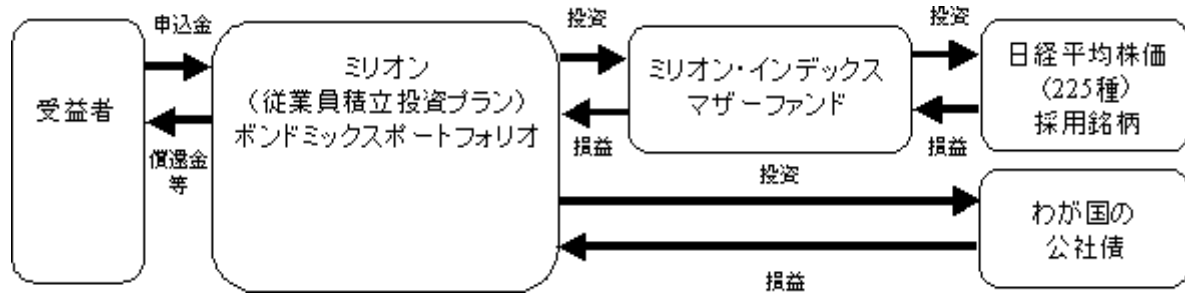 申込金
受益者
償還金
等
ミリオン
(従業員積立投資プラン)
ボンドミックスポートフォリオ
投資
損益
ミリオン・インデックス
マザーファンド
投資
損益
日経平均株価
(225種)
採用銘柄
投資
損益
わが国の
公社債